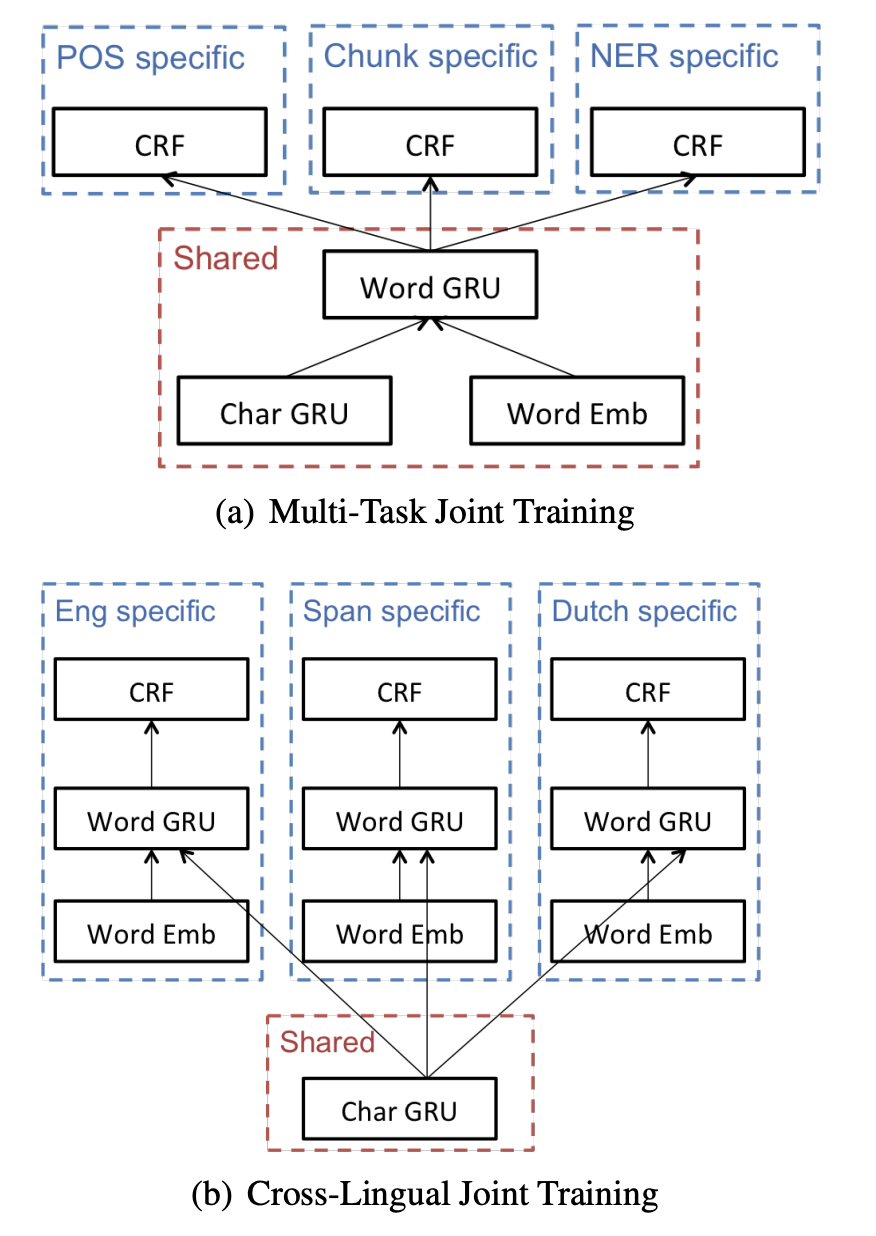 POS specific
Chunk specific
NER specific
CRF
CRF
CRF
Shared
Word GRU
Char GRU
Word Emb
(a) Multi-Task Joint Training
Eng specific
Span specific
Dutch specific
CRF
CRF
CRF
Word GRU
Word GRU
Word GRU
Word Emb
Word Emb
Word Emb
Shared
Char GRU
(b) Cross-Lingual Joint Training